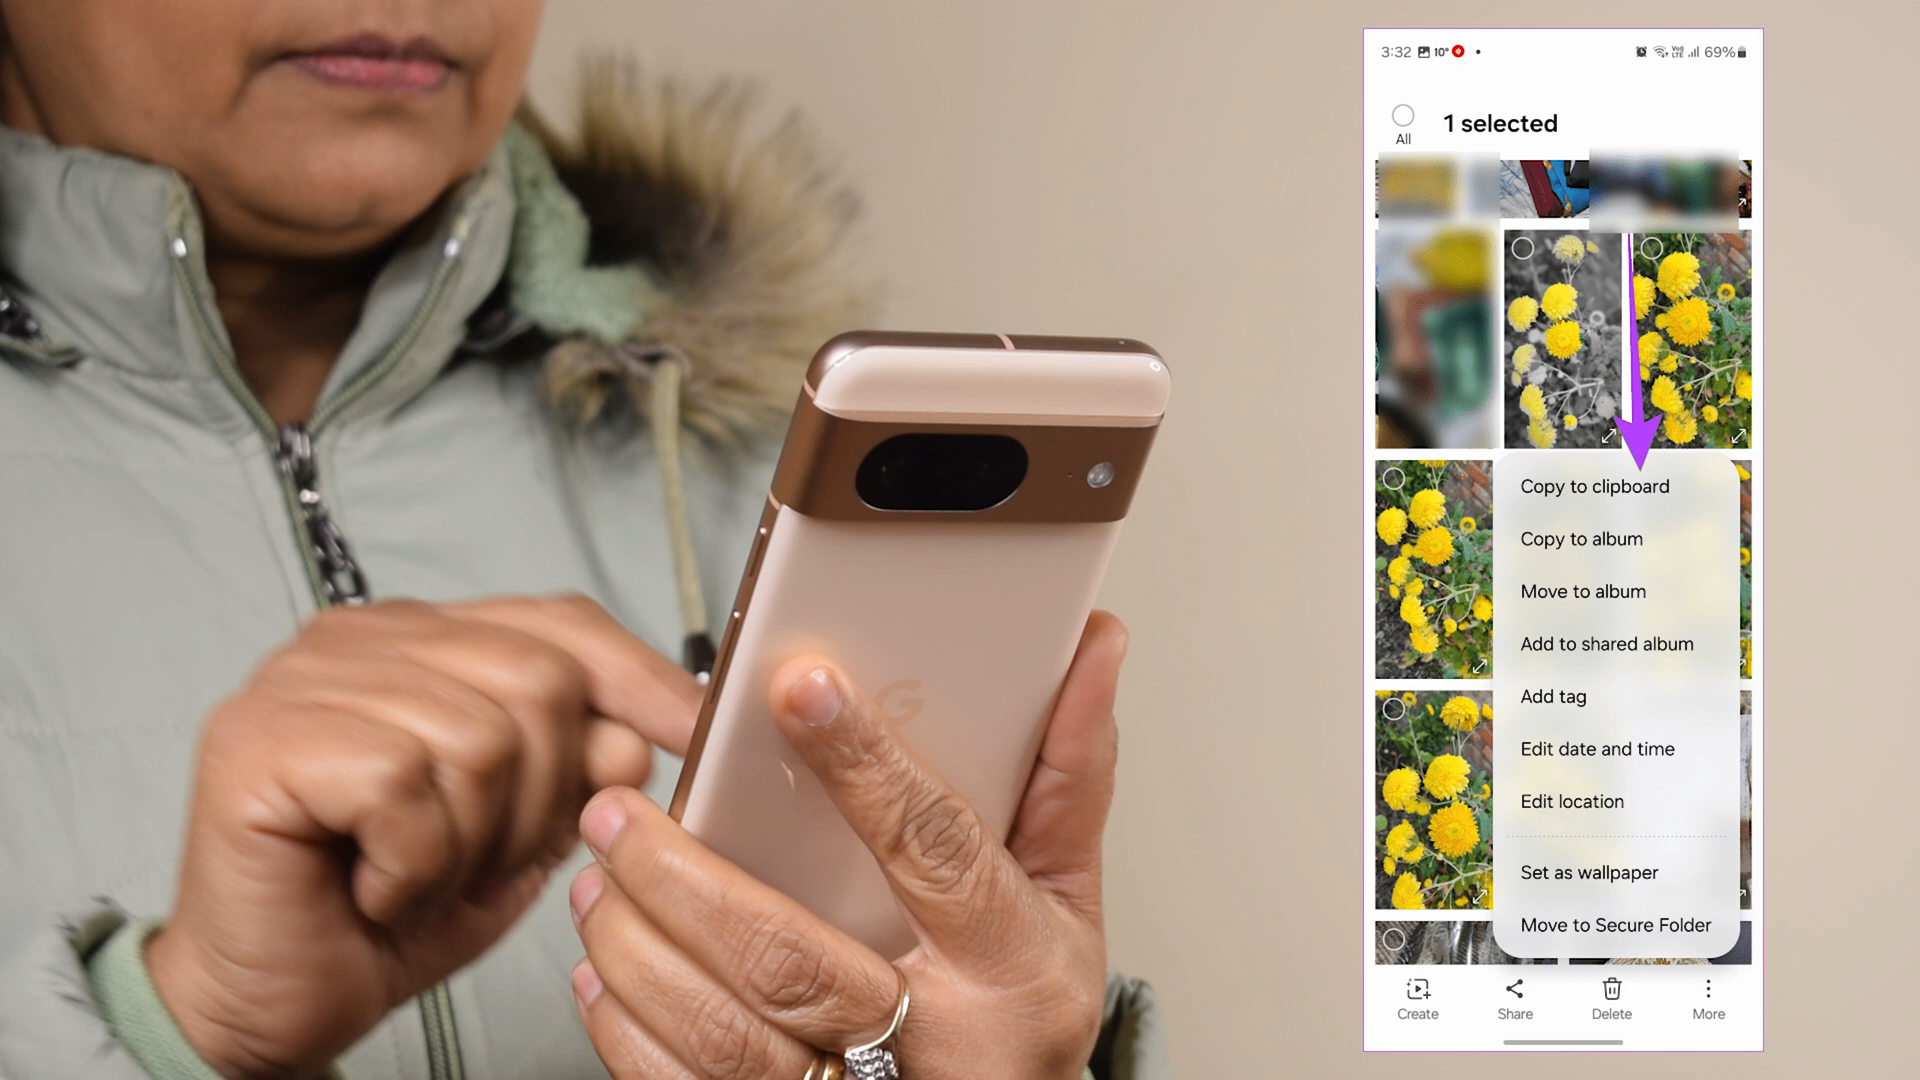 3:32 10° VoI LTE 69%
All
1 selected
Copy to clipboard
Copy to album
Move to album
Add to shared album
Add tag
Edit date and time
Edit location
Set as wallpaper
Move to Secure Folder
Create Share Delete More
G